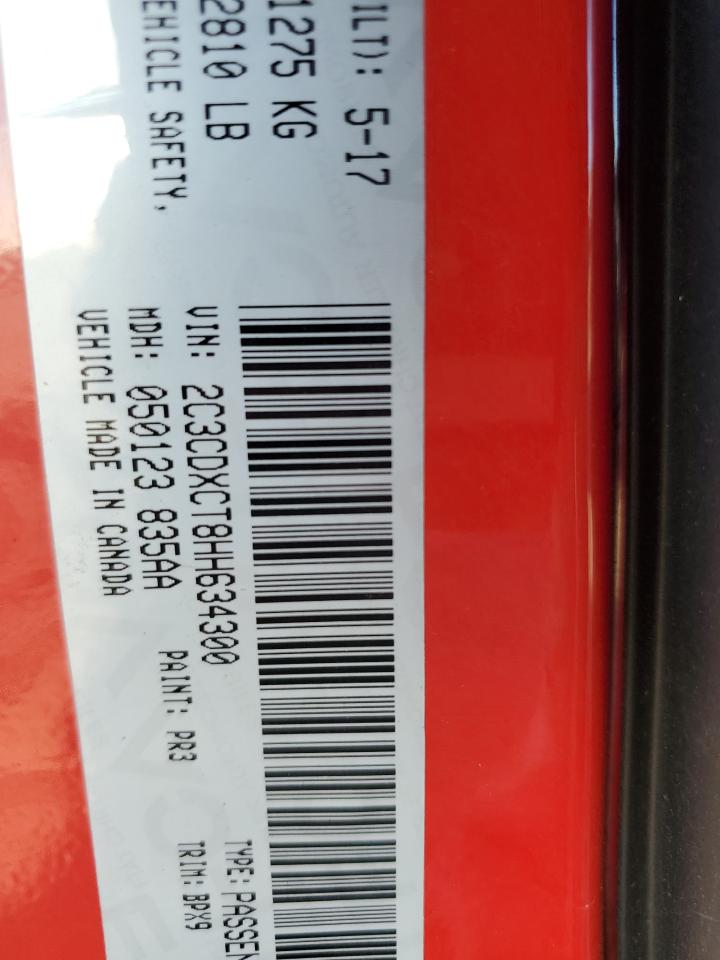 ILT): 5-17
1275 KG
2810 LB
EHICLE SAFETY,
VIN: 2C3CDXCT8HH634300
TYPE: PASSEN
MDH: 050123 835AA
PAINT: PR3
TRIM: BPX9
VEHICLE MADE IN CANADA